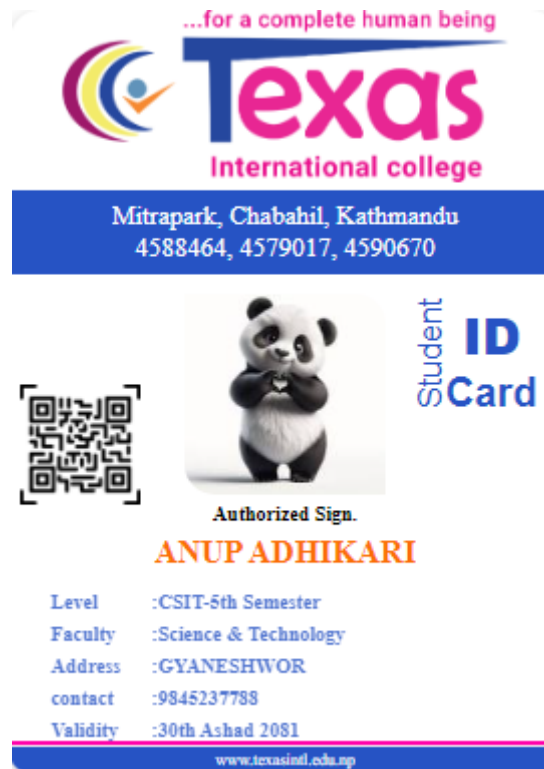 ...for a complete human being
Texas
International college
Mitrapark, Chabahil, Kathmandu
4588464, 4579017, 4590670
Student ID Card
Authorized Sign.
ANUP ADHIKARI
Level :CSIT-5th Semester
Faculty :Science & Technology
Address :GYANESHWOR
contact :9845237788
Validity :30th Ashad 2081
www.texasintl.edu.np